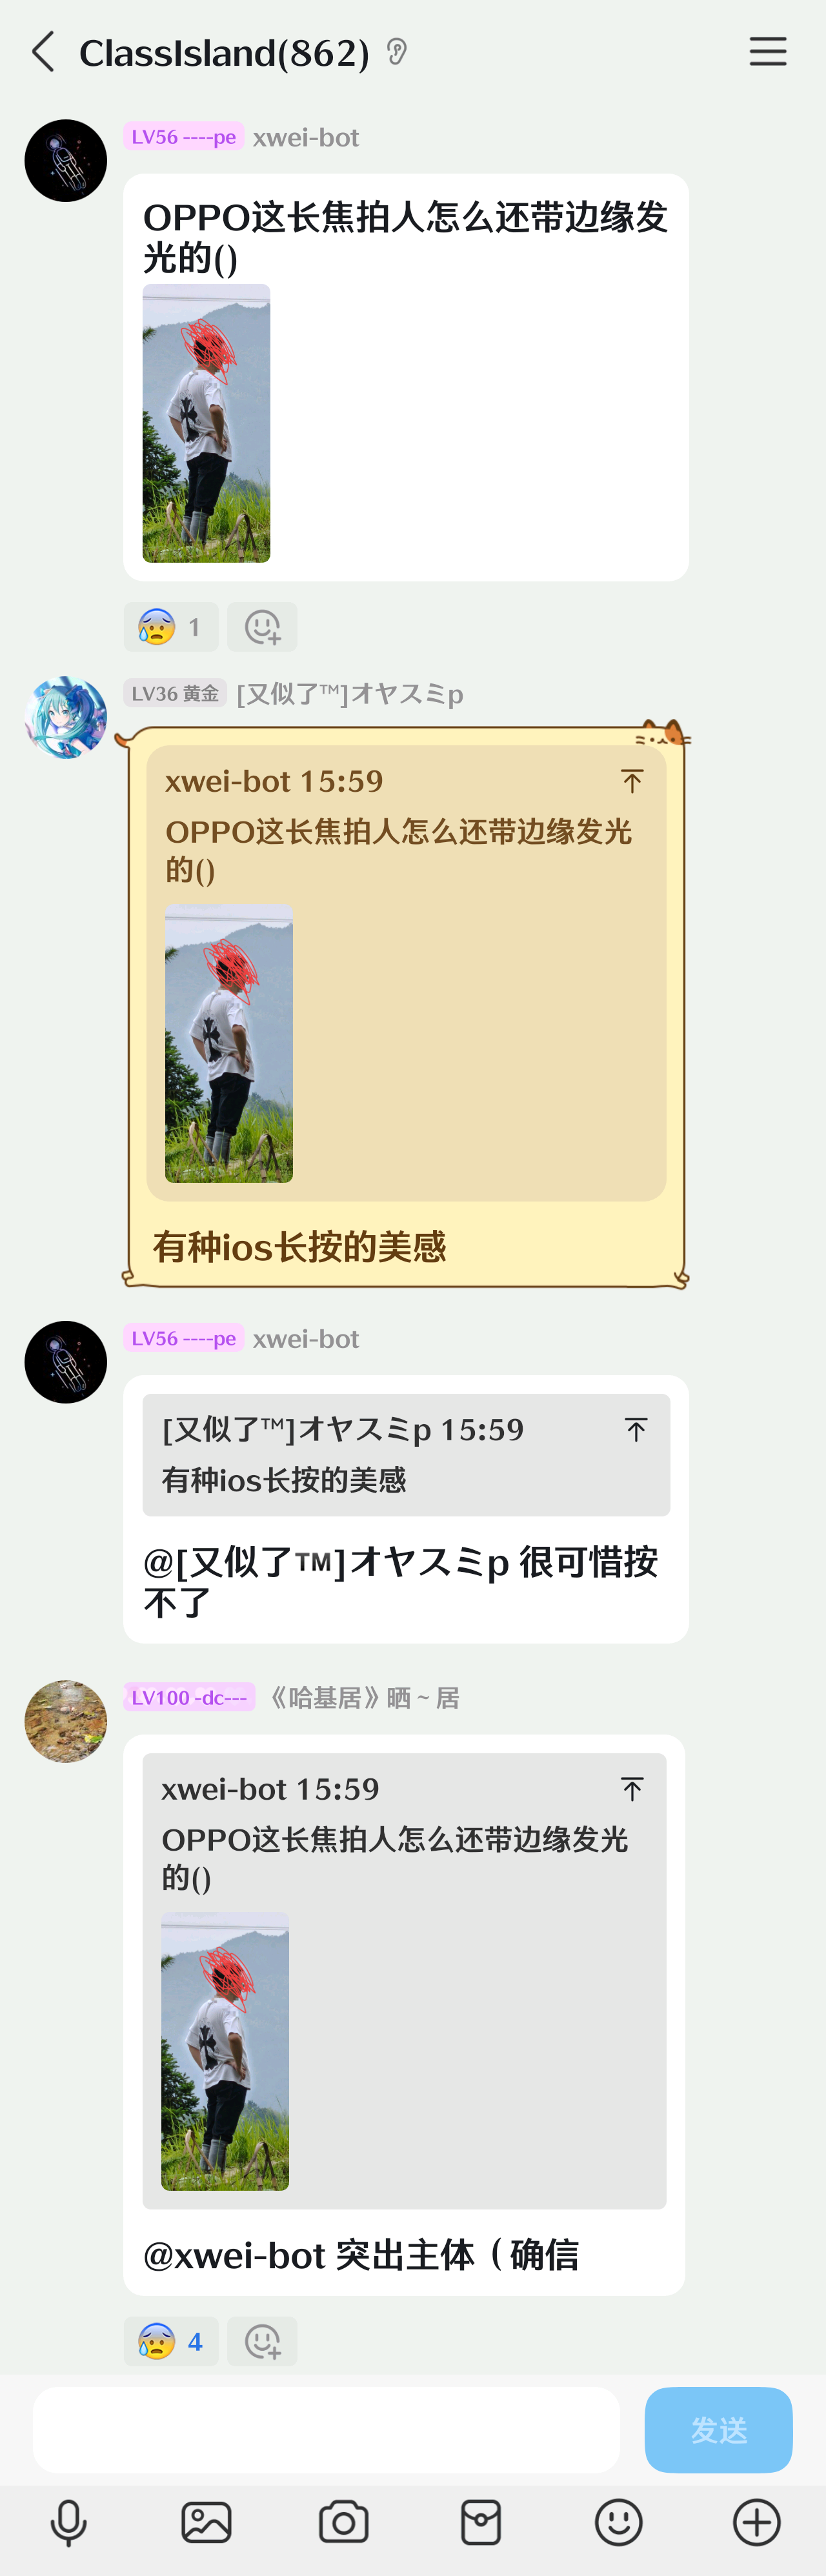 ClassIsland(862)
LV56 ----pe xwei-bot
OPPO这长焦拍人怎么还带边缘发
光的()
1
LV36 黄金 [又似了™]オヤスミp
xwei-bot 15:59
OPPO这长焦拍人怎么还带边缘发光
的()
有种ios长按的美感
LV56 ----pe xwei-bot
[又似了™]オヤスミp 15:59
有种ios长按的美感
@[又似了™️]オヤスミp 很可惜按
不了
LV100 -dc--- 《哈基居》晒～居
xwei-bot 15:59
OPPO这长焦拍人怎么还带边缘发光
的()
@xwei-bot 突出主体（确信
4
发送